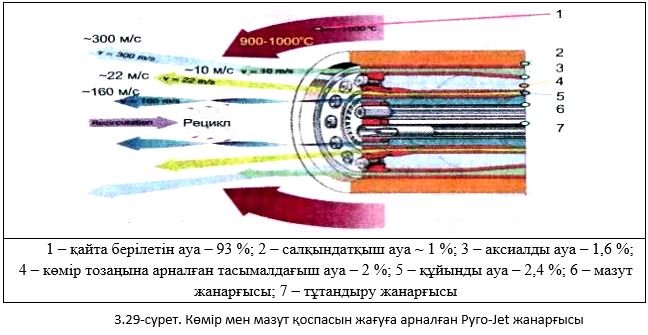 1
~300 м/с
900-1000°C
~1000°C
v = 300 m/s
2
3
~22 м/с
~10 м/с
v = 10 m/s
4
v = 22 m/s
5
~160 м/с
6
~160 m/s
Recirculation
Рецикл
7
1 – қайта берілетін ауа – 93 %; 2 – салқындатқыш ауа ~ 1 %; 3 – аксиалды ауа – 1,6 %;
4 – көмір тозаңына арналған тасымалдағыш ауа – 2 %; 5 – құйынды ауа – 2,4 %; 6 – мазут
жанарғысы; 7 – тұтандыру жанарғысы
3.29-сурет. Көмір мен мазут қоспасын жағуға арналған Руго-Jet жанарғысы